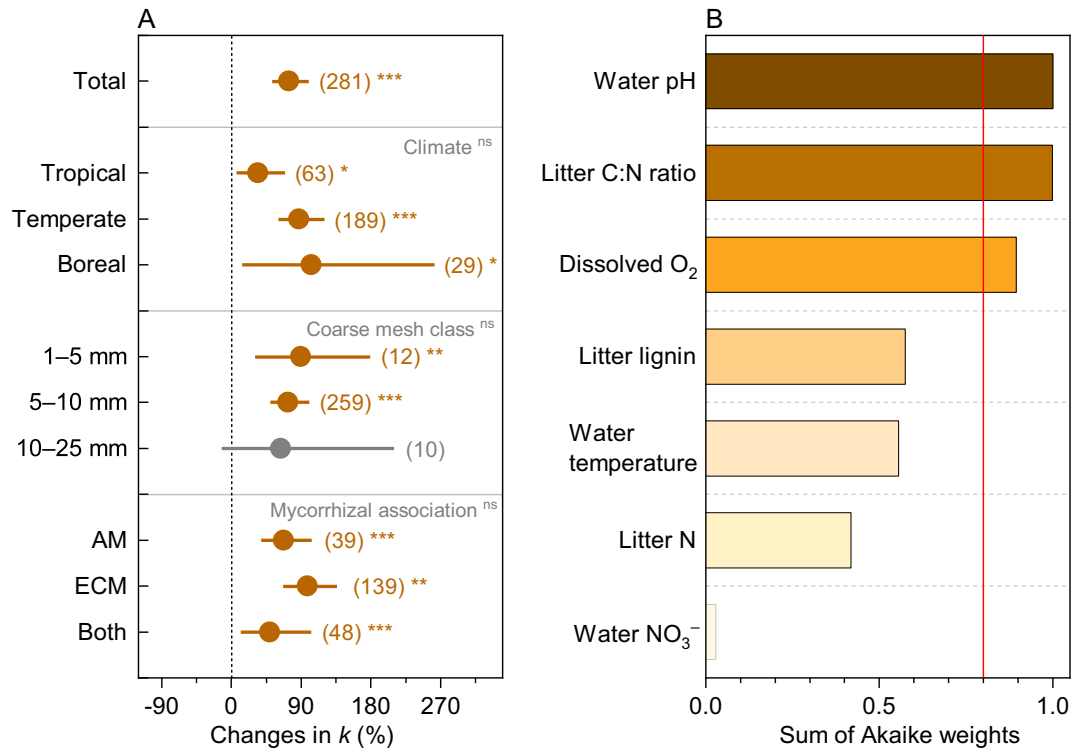 A
Total
(281) ***
Climate ns
Tropical
(63) *
Temperate
(189) ***
Boreal
(29) *
Coarse mesh class ns
1–5 mm
(12) **
5–10 mm
(259) ***
10–25 mm
(10)
Mycorrhizal association ns
AM
(39) ***
ECM
(139) **
Both
(48) ***
-90 0 90 180 270
Changes in k (%)
B
Water pH
Litter C:N ratio
Dissolved O₂
Litter lignin
Water
temperature
Litter N
Water NO₃⁻
0.0 0.5 1.0
Sum of Akaike weights